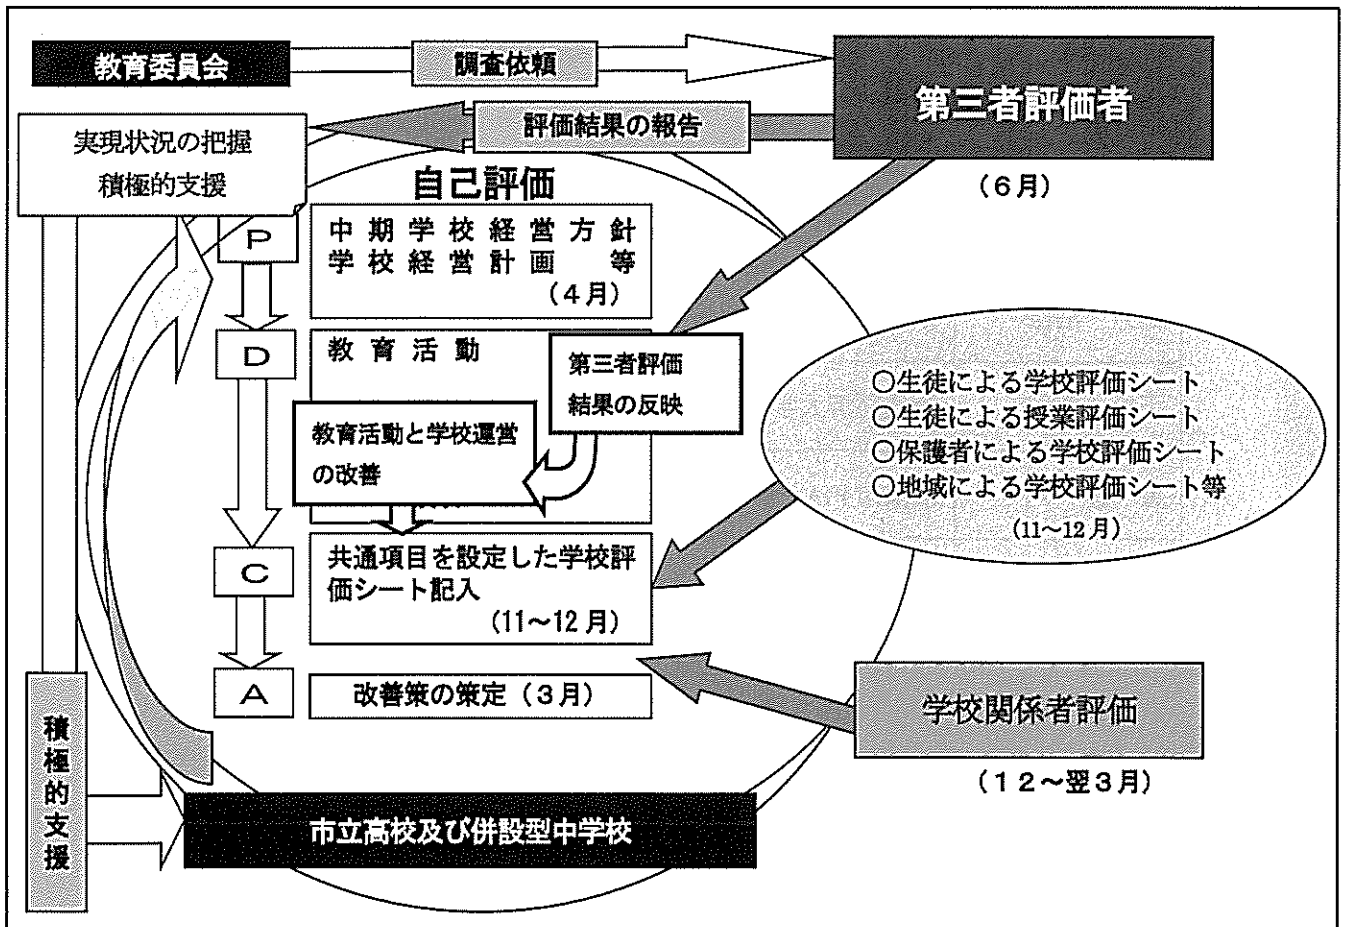 教育委員会
調査依頼
第三者評価者
評価結果の報告
(6月)
実現状況の把握
積極的支援
自己評価
P
中期学校経営方針
学校経営計画 等
(4月)
D
教育活動
第三者評価
結果の反映
教育活動と学校運営
の改善
○生徒による学校評価シート
○生徒による授業評価シート
○保護者による学校評価シート
○地域による学校評価シート等
(11~12月)
C
共通項目を設定した学校評
価シート記入
(11~12月)
A
改善策の策定(3月)
学校関係者評価
(12~翌3月)
積極的支援
市立高校及び併設型中学校